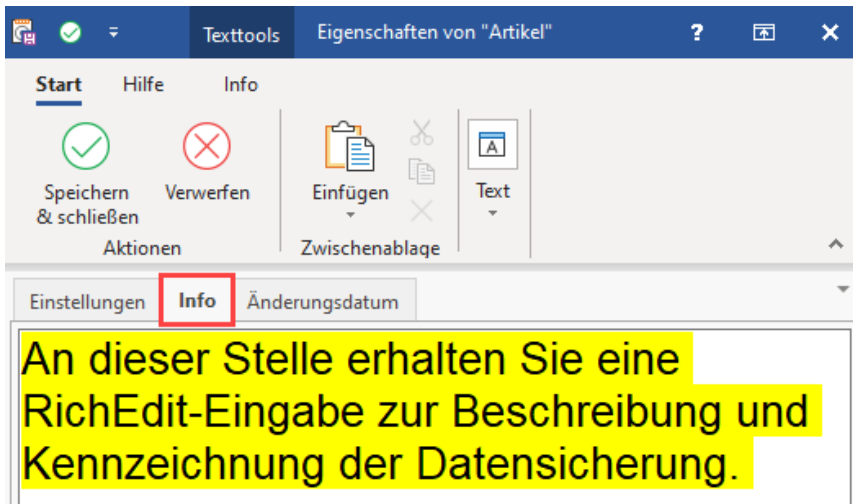 Texttools Eigenschaften von "Artikel" ?
Start Hilfe Info
Speichern & schließen
Verwerfen
Aktionen
Einfügen
Zwischenablage
A
Text
Einstellungen Info Änderungsdatum
An dieser Stelle erhalten Sie eine
RichEdit-Eingabe zur Beschreibung und
Kennzeichnung der Datensicherung.